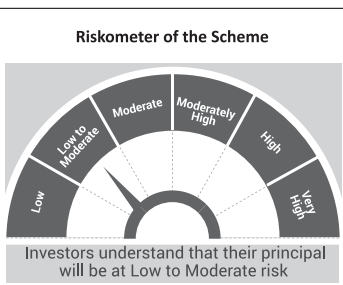 Riskometer of the Scheme
Low
Low to
Moderate
Moderate
Moderately
High
High
Very
High
Investors understand that their principal
will be at Low to Moderate risk